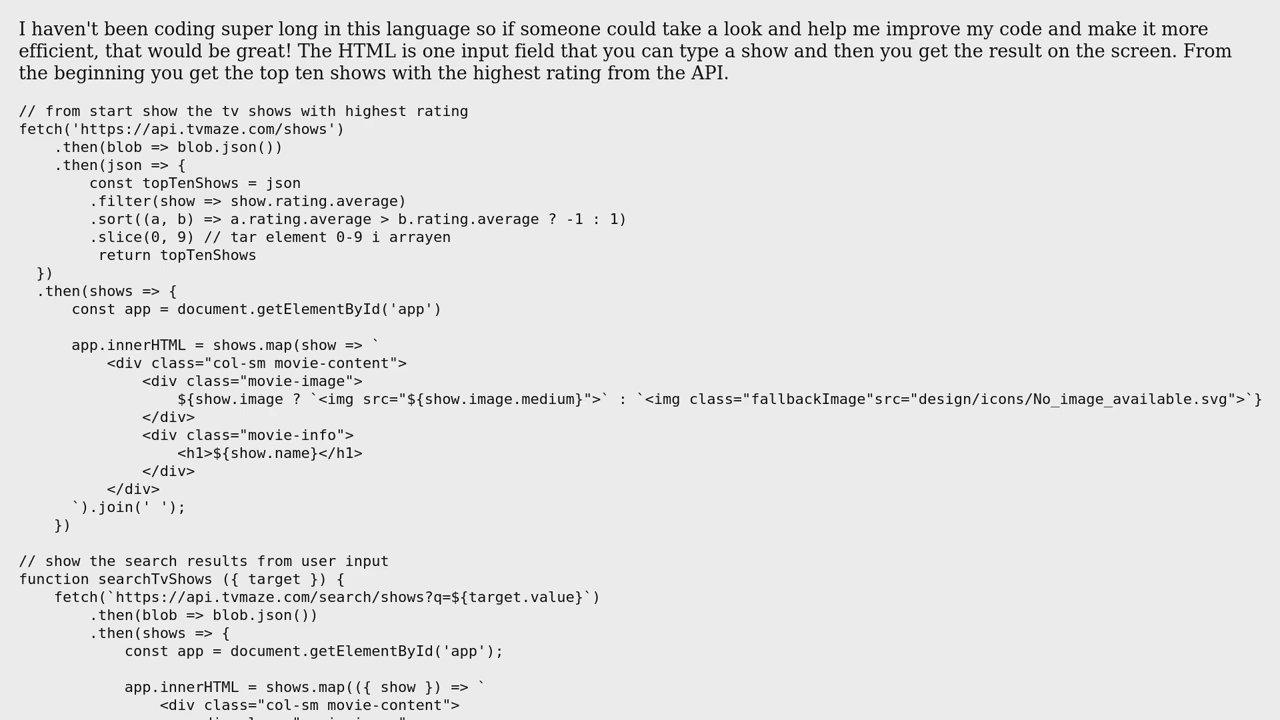 I haven't been coding super long in this language so if someone could take a look and help me improve my code and make it more
efficient, that would be great! The HTML is one input field that you can type a show and then you get the result on the screen. From
the beginning you get the top ten shows with the highest rating from the API.
// from start show the tv shows with highest rating
fetch('https://api.tvmaze.com/shows')
    .then(blob => blob.json())
    .then(json => {
        const topTenShows = json
        .filter(show => show.rating.average)
        .sort((a, b) => a.rating.average > b.rating.average ? -1 : 1)
        .slice(0, 9) // tar element 0-9 i arrayen
         return topTenShows
  })
  .then(shows => {
      const app = document.getElementById('app')
      app.innerHTML = shows.map(show => `
          <div class="col-sm movie-content">
              <div class="movie-image">
                  ${show.image ? `<img src="${show.image.medium}">` : `<img class="fallbackImage"src="design/icons/No_image_available.svg">`}
              </div>
              <div class="movie-info">
                  <h1>${show.name}</h1>
              </div>
          </div>
      `).join(' ');
    })
// show the search results from user input
function searchTvShows ({ target }) {
    fetch(`https://api.tvmaze.com/search/shows?q=${target.value}`)
        .then(blob => blob.json())
        .then(shows => {
            const app = document.getElementById('app');
            app.innerHTML = shows.map(({ show }) => `
                <div class="col-sm movie-content">